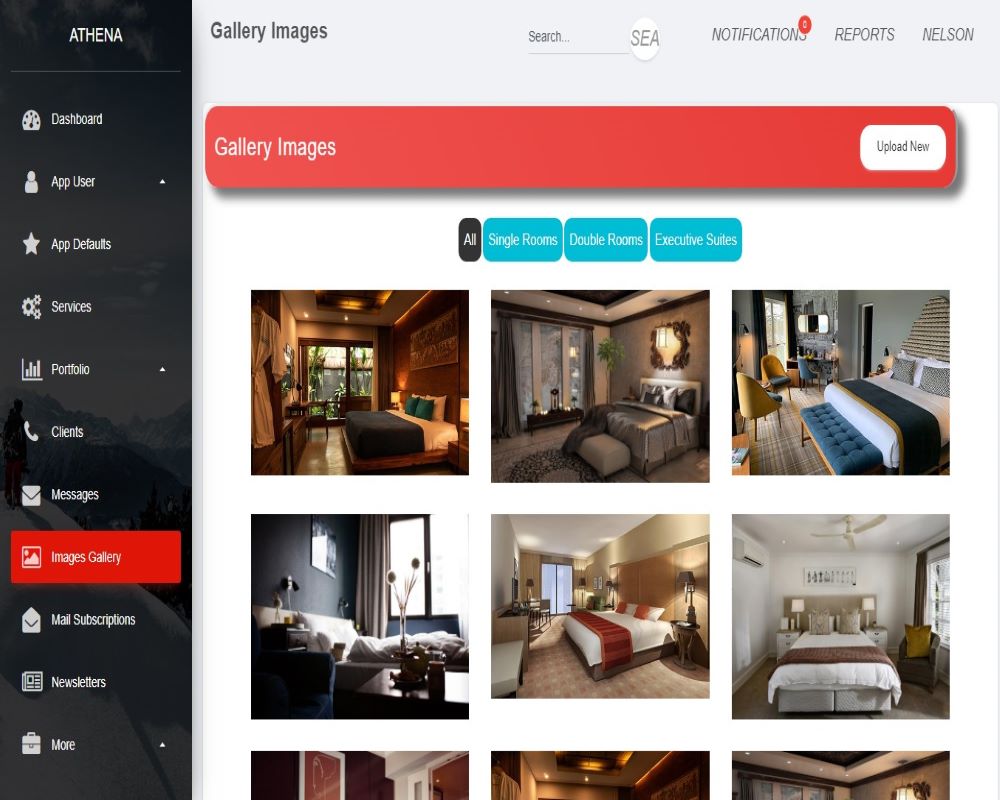 ATHENA
Dashboard
App User
App Defaults
Services
Portfolio
Clients
Messages
Images Gallery
Mail Subscriptions
Newsletters
More
Gallery Images
Search...
SEA
NOTIFICATIONS
0
REPORTS
NELSON
Gallery Images
Upload New
All
Single Rooms
Double Rooms
Executive Suites